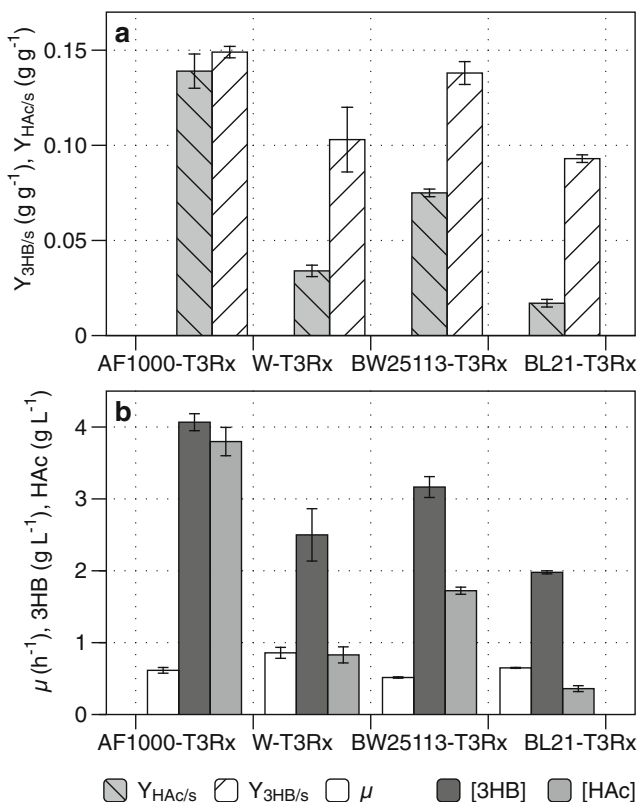 a
Y3HB/s (g g⁻¹), YHAc/s (g g⁻¹)
0.15
0.10
0.05
0
AF1000-T3Rx W-T3Rx BW25113-T3Rx BL21-T3Rx
b
μ (h⁻¹), 3HB (g L⁻¹), HAc (g L⁻¹)
4
3
2
1
0
AF1000-T3Rx W-T3Rx BW25113-T3Rx BL21-T3Rx
YHAc/s Y3HB/s μ [3HB] [HAc]